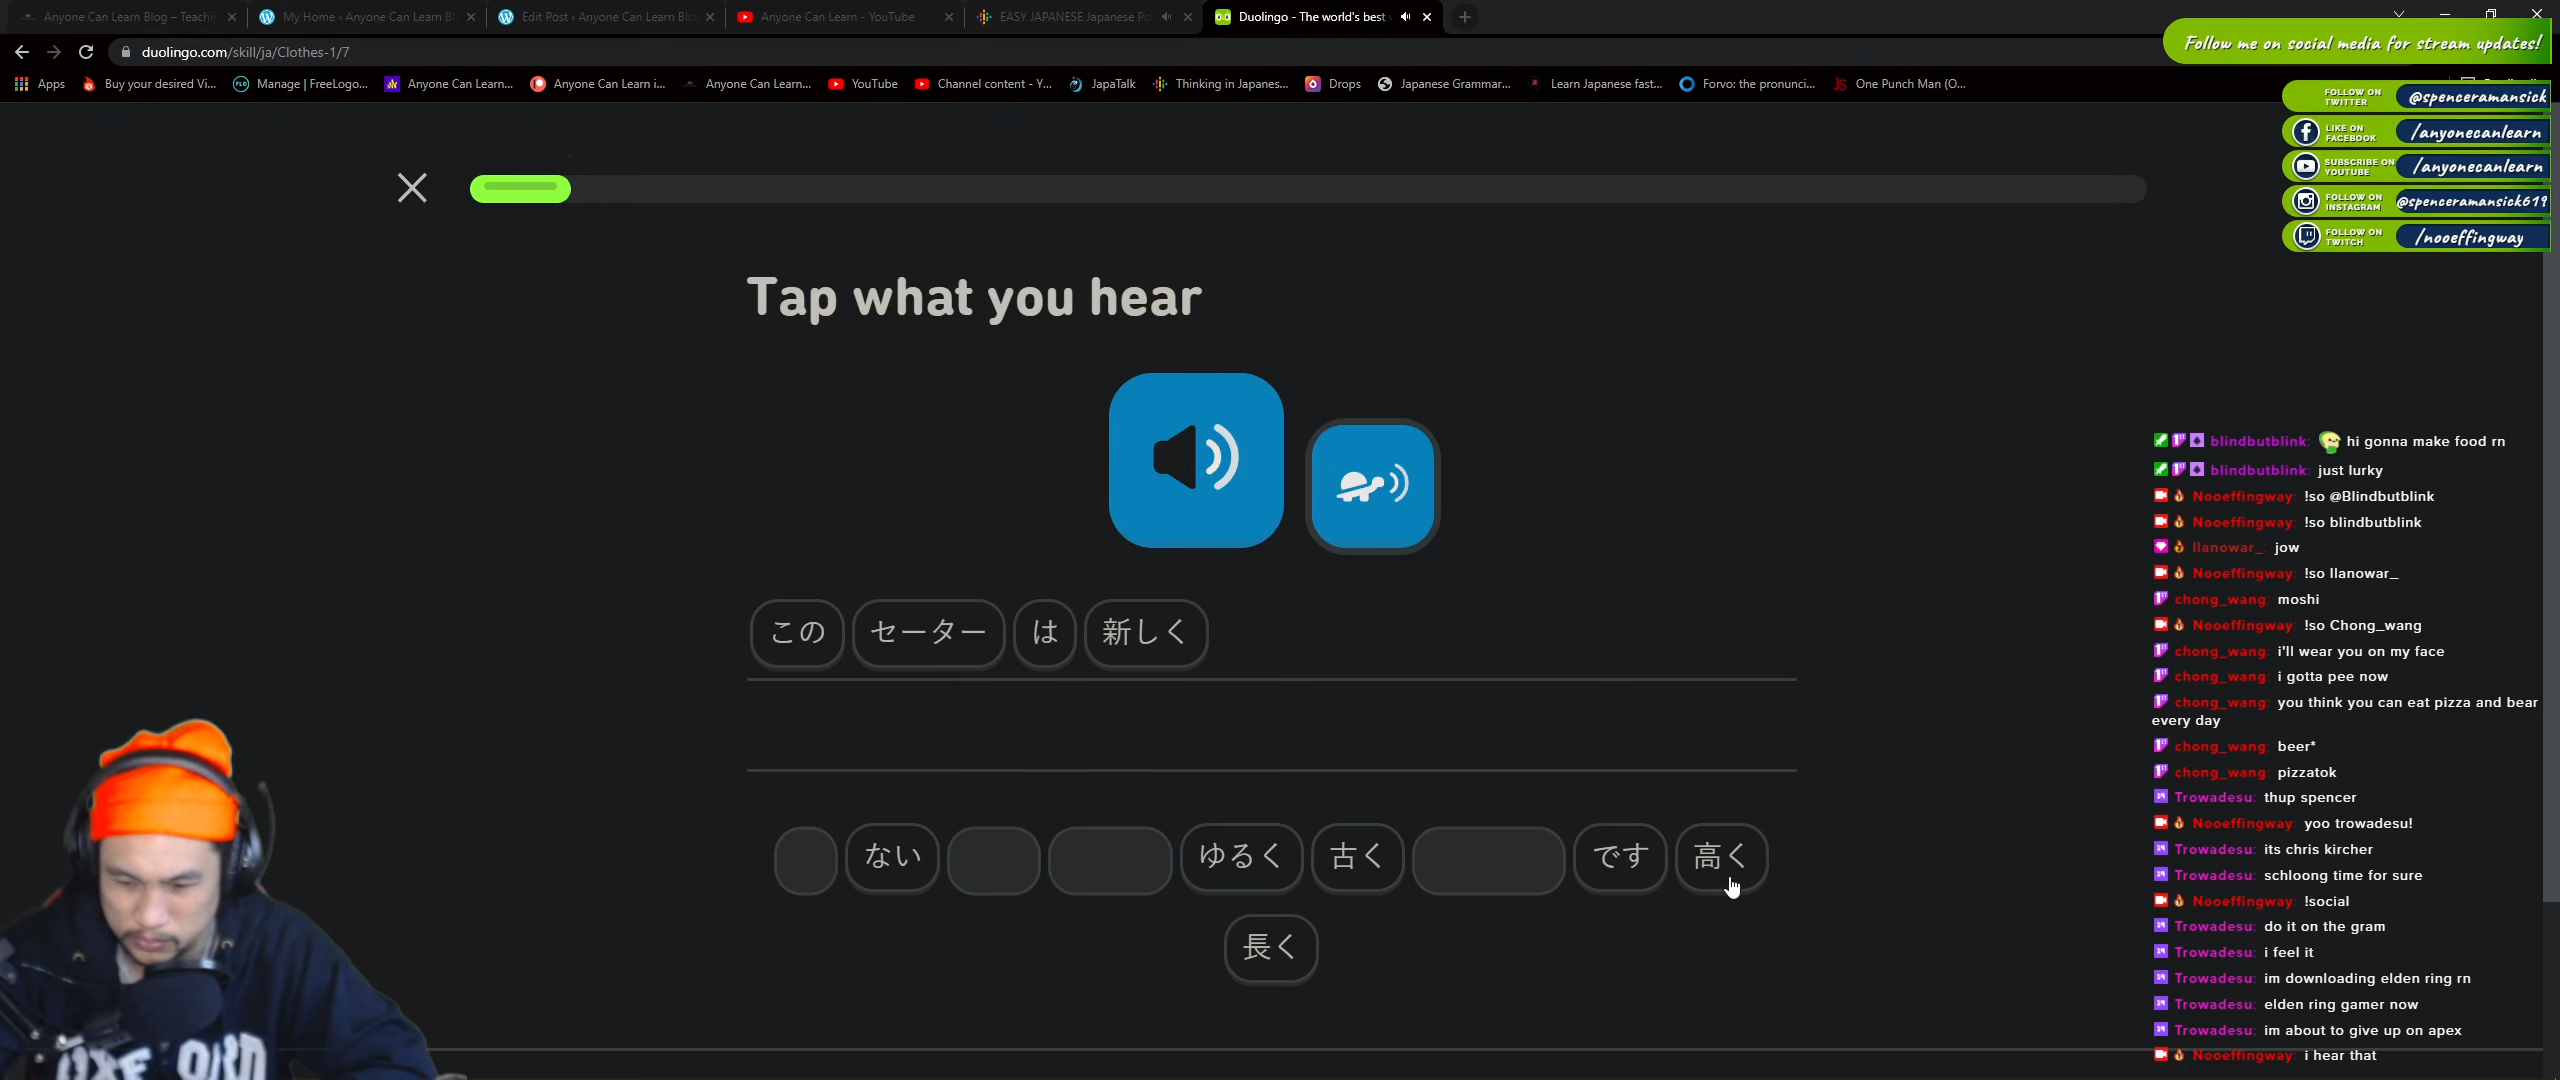 Anyone Can Learn Blog – Teachin
My Home ‹ Anyone Can Learn Bl
Edit Post ‹ Anyone Can Learn Blo
Anyone Can Learn - YouTube
EASY JAPANESE Japanese Po
Duolingo - The world's best
duolingo.com/skill/ja/Clothes-1/7
Apps
Buy your desired Vi...
Manage | FreeLogo...
Anyone Can Learn...
Anyone Can Learn i...
Anyone Can Learn...
YouTube
Channel content - Y...
JapaTalk
Thinking in Japanes...
Drops
Japanese Grammar...
Learn Japanese fast...
Forvo: the pronunci...
One Punch Man (O...
Follow me on social media for stream updates!
FOLLOW ON TWITTER @spenceramansick
LIKE ON FACEBOOK /anyonecanlearn
SUBSCRIBE ON YOUTUBE /anyonecanlearn
FOLLOW ON INSTAGRAM @spenceramansick619
FOLLOW ON TWITCH /nooeffingway
Tap what you hear
この セーター は 新しく
ない ゆるく 古く です 高く
長く
blindbutblink: hi gonna make food rn
blindbutblink: just lurky
Nooeffingway: !so @Blindbutblink
Nooeffingway: !so blindbutblink
llanowar_: jow
Nooeffingway: !so llanowar_
chong_wang: moshi
Nooeffingway: !so Chong_wang
chong_wang: i'll wear you on my face
chong_wang: i gotta pee now
chong_wang: you think you can eat pizza and bear
every day
chong_wang: beer*
chong_wang: pizzatok
Trowadesu: thup spencer
Nooeffingway: yoo trowadesu!
Trowadesu: its chris kircher
Trowadesu: schloong time for sure
Nooeffingway: !social
Trowadesu: do it on the gram
Trowadesu: i feel it
Trowadesu: im downloading elden ring rn
Trowadesu: elden ring gamer now
Trowadesu: im about to give up on apex
Nooeffingway: i hear that